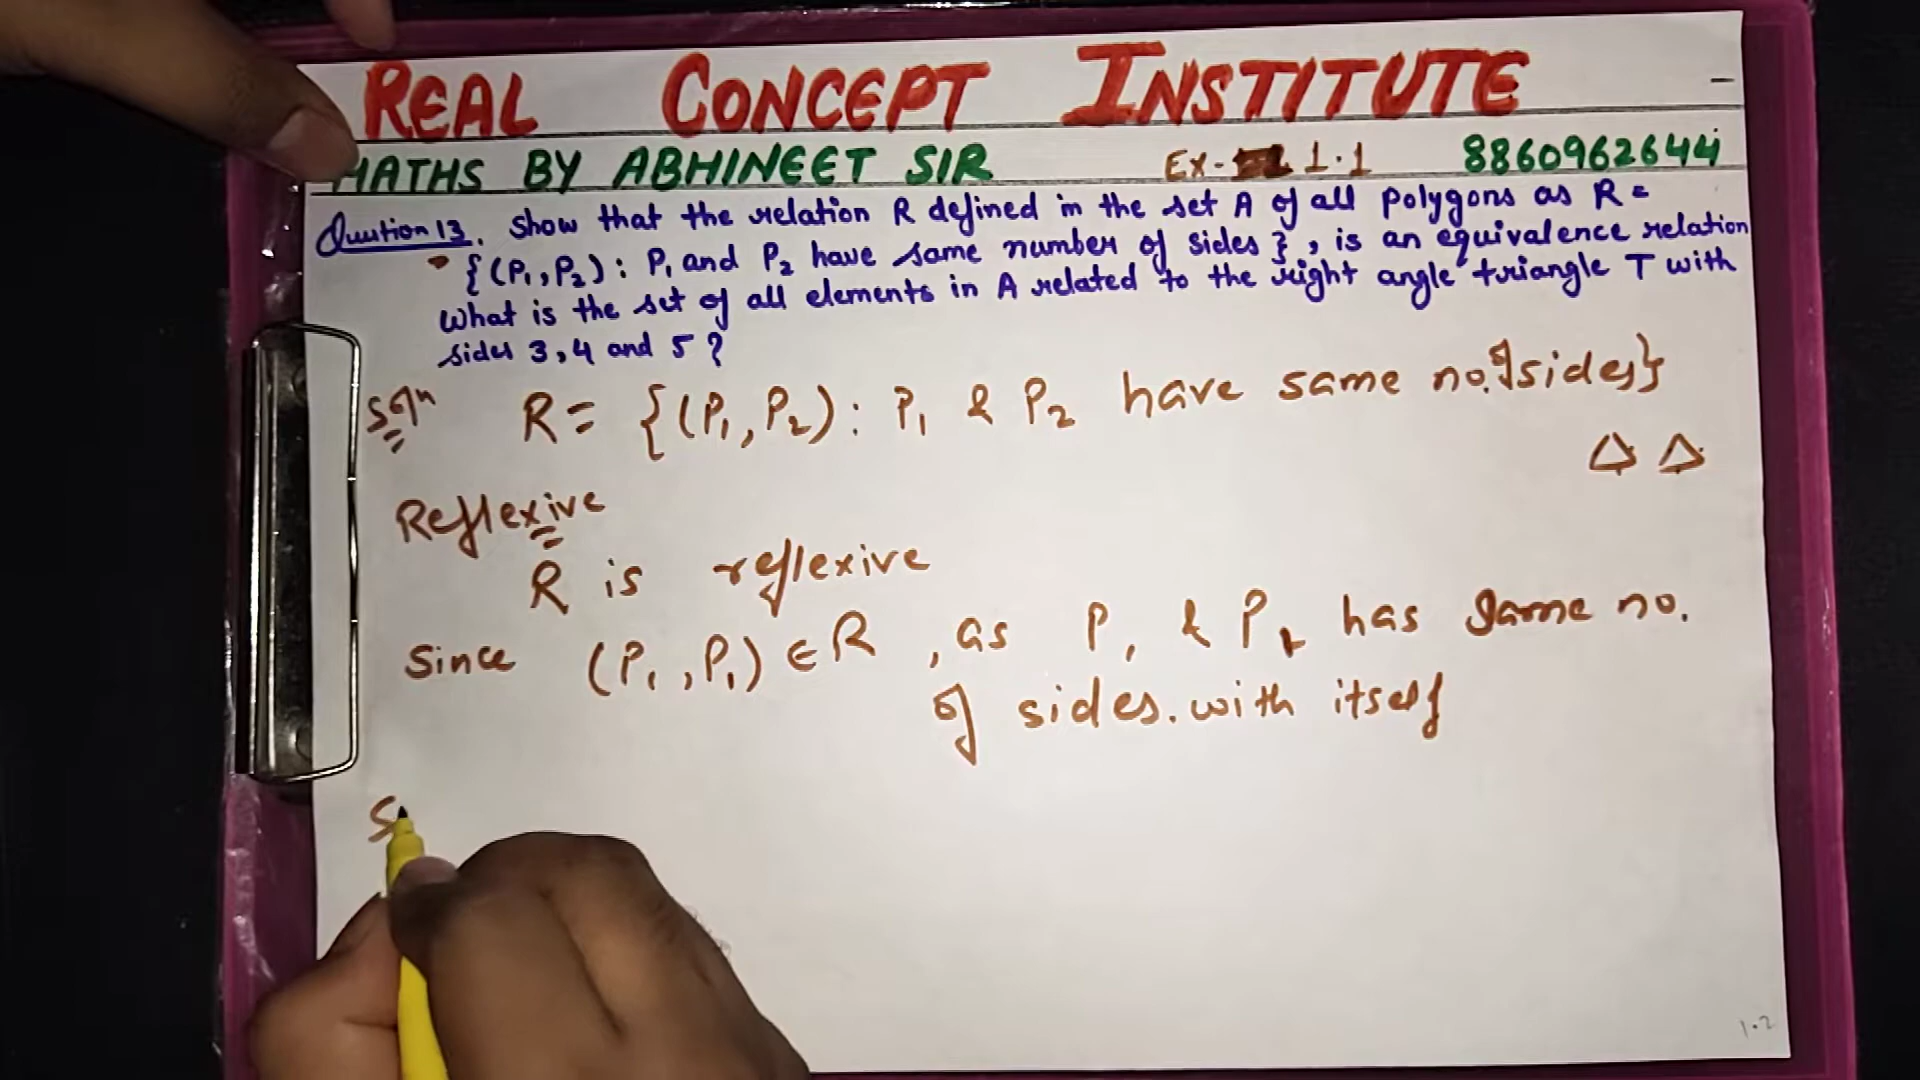 REAL CONCEPT INSTITUTE
MATHS BY ABHINEET SIR EX- 1.1 8860962644
Question 13. Show that the relation R defined in the set A of all polygons as R =
{(P₁,P₂): P₁ and P₂ have same number of sides}, is an equivalence relation
What is the set of all elements in A related to the right angle triangle T with
sides 3,4 and 5?
Solⁿ R = {(P₁,P₂): P₁ & P₂ have same no. of sides}
Reflexive
R is reflexive
Since (P₁,P₁) ∈ R, as P₁ & P₂ has same no.
of sides. with itself
S
1.2